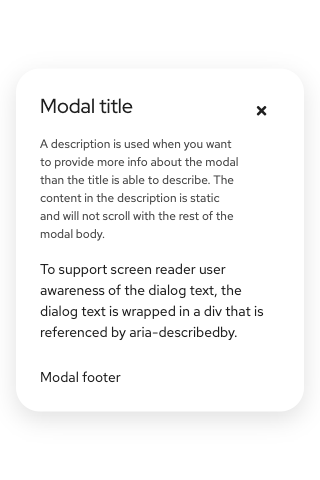 Modal title
A description is used when you want
to provide more info about the modal
than the title is able to describe. The
content in the description is static
and will not scroll with the rest of the
modal body.
To support screen reader user
awareness of the dialog text, the
dialog text is wrapped in a div that is
referenced by aria-describedby.
Modal footer